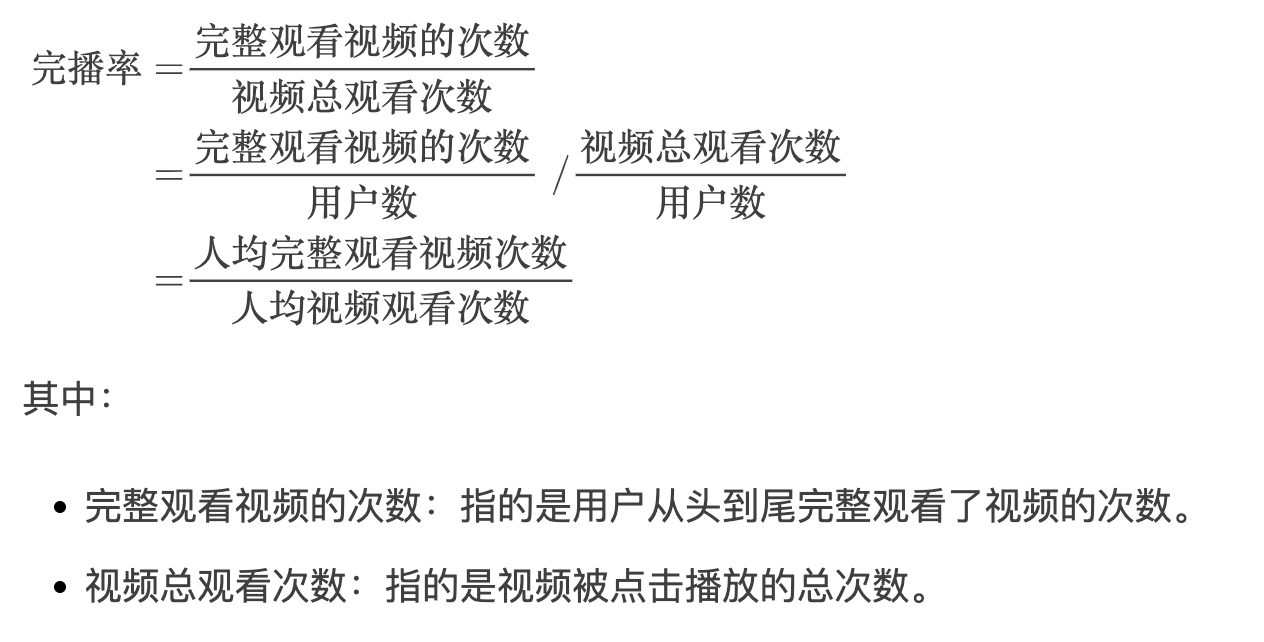 完播率 = 完整观看视频的次数 / 视频总观看次数
= 完整观看视频的次数 / 用户数 / 视频总观看次数 / 用户数
= 人均完整观看视频次数 / 人均视频观看次数
其中：
• 完整观看视频的次数：指的是用户从头到尾完整观看了视频的次数。
• 视频总观看次数：指的是视频被点击播放的总次数。